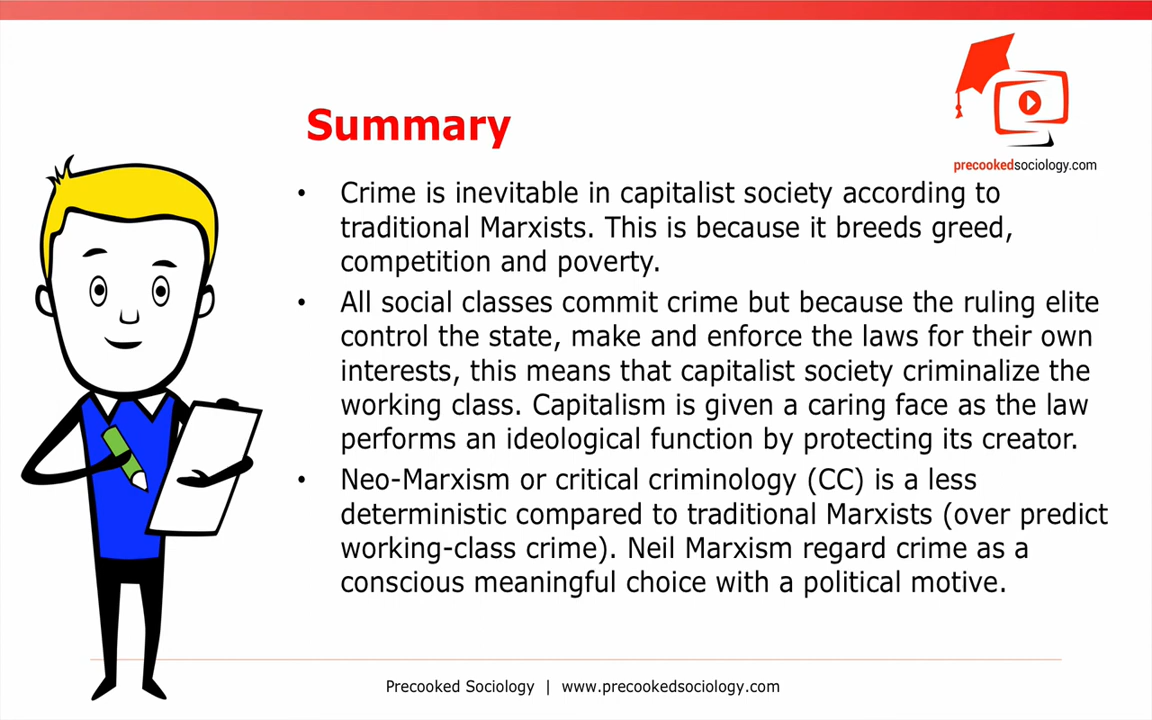 precookedsociology.com
Summary
• Crime is inevitable in capitalist society according to
traditional Marxists. This is because it breeds greed,
competition and poverty.
• All social classes commit crime but because the ruling elite
control the state, make and enforce the laws for their own
interests, this means that capitalist society criminalize the
working class. Capitalism is given a caring face as the law
performs an ideological function by protecting its creator.
• Neo-Marxism or critical criminology (CC) is a less
deterministic compared to traditional Marxists (over predict
working-class crime). Neil Marxism regard crime as a
conscious meaningful choice with a political motive.
Precooked Sociology | www.precookedsociology.com